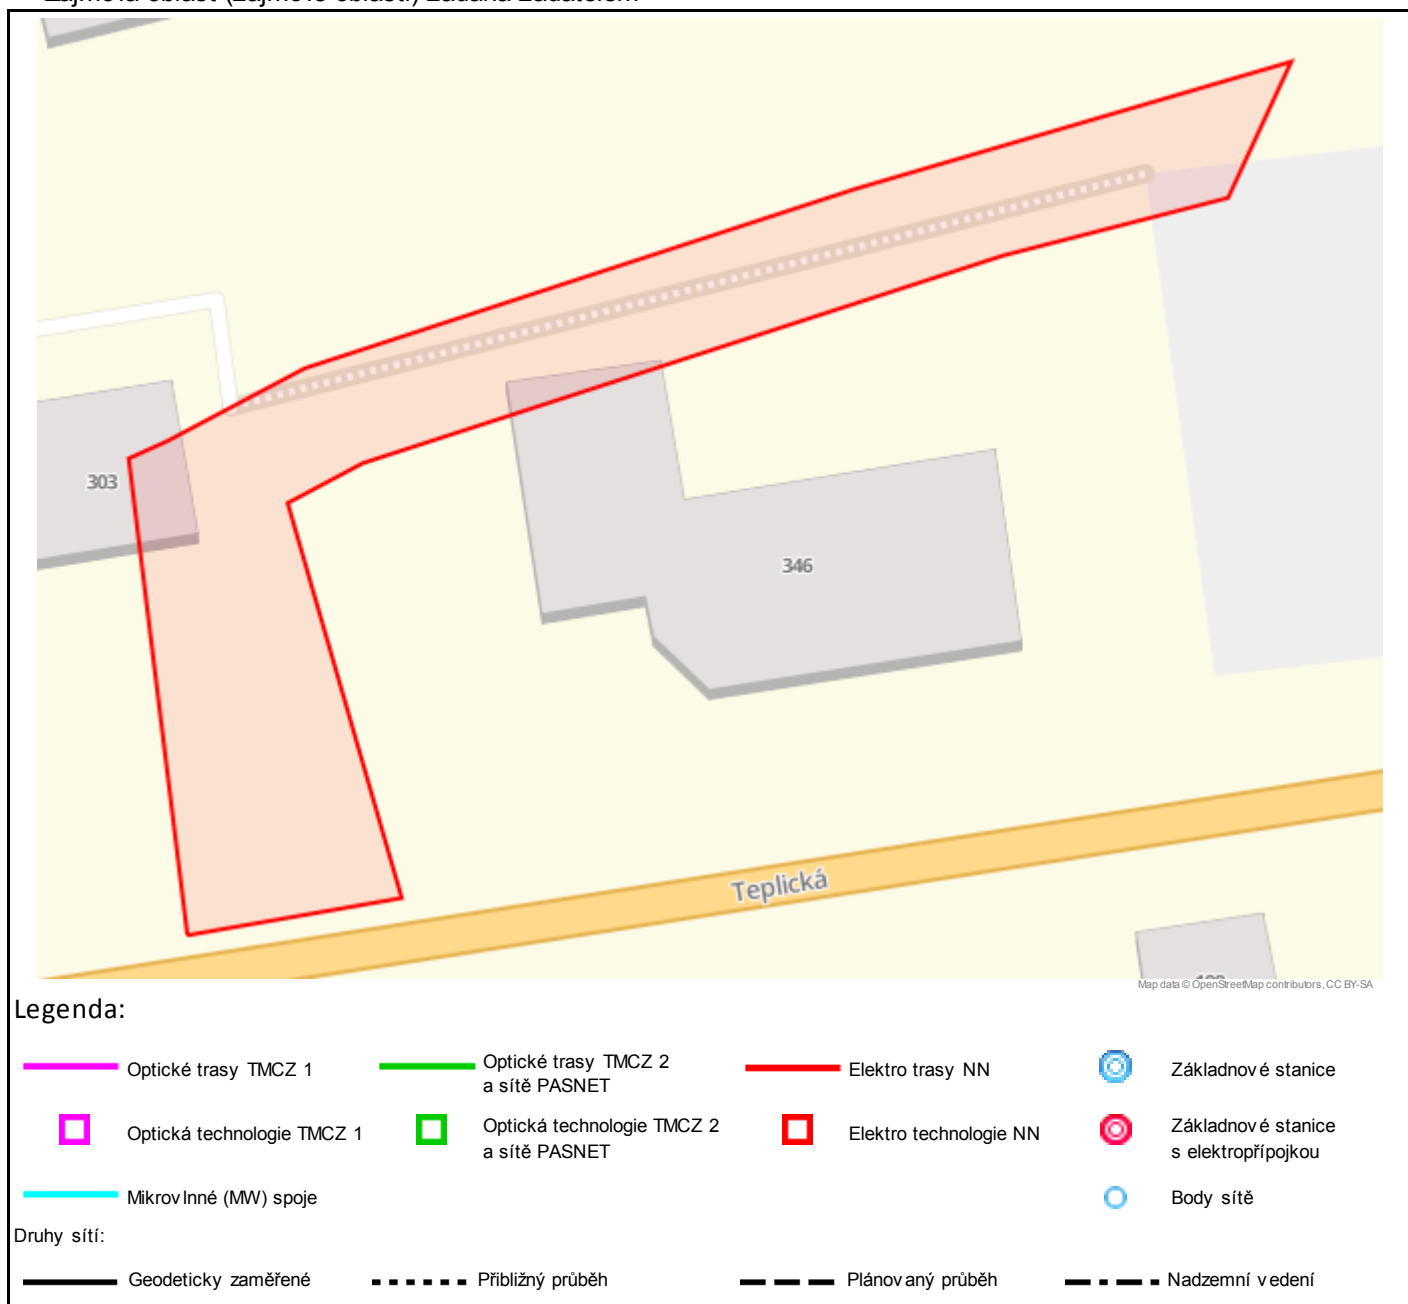 303
346
Teplická
Map data © OpenStreetMap contributors, CC BY-SA
Legenda:
Optické trasy TMCZ 1
Optické trasy TMCZ 2
a sítě PASNET
Elektro trasy NN
Základnové stanice
Optická technologie TMCZ 1
Optická technologie TMCZ 2
a sítě PASNET
Elektro technologie NN
Základnové stanice
s elektropřípojkou
Mikrovlnné (MW) spoje
Body sítě
Druhy sítí:
Geodeticky zaměřené
Přibližný průběh
Plánovaný průběh
Nadzemní vedení